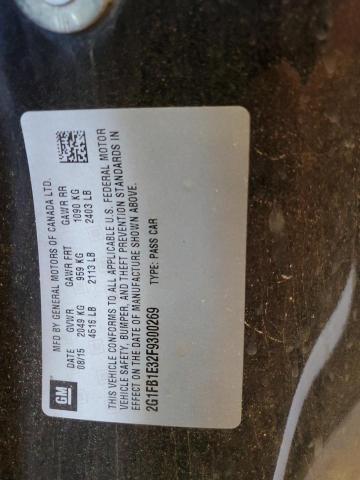 GM
MFD BY GENERAL MOTORS OF CANADA LTD.
DATE GVWR GAWR FRT GAWR RR
08/15 2049 KG 959 KG 1090 KG
4516 LB 2113 LB 2403 LB
THIS VEHICLE CONFORMS TO ALL APPLICABLE U.S. FEDERAL MOTOR
VEHICLE SAFETY, BUMPER, AND THEFT PREVENTION STANDARDS IN
EFFECT ON THE DATE OF MANUFACTURE SHOWN ABOVE.
2G1FB1E32F9300269 TYPE: PASS CAR